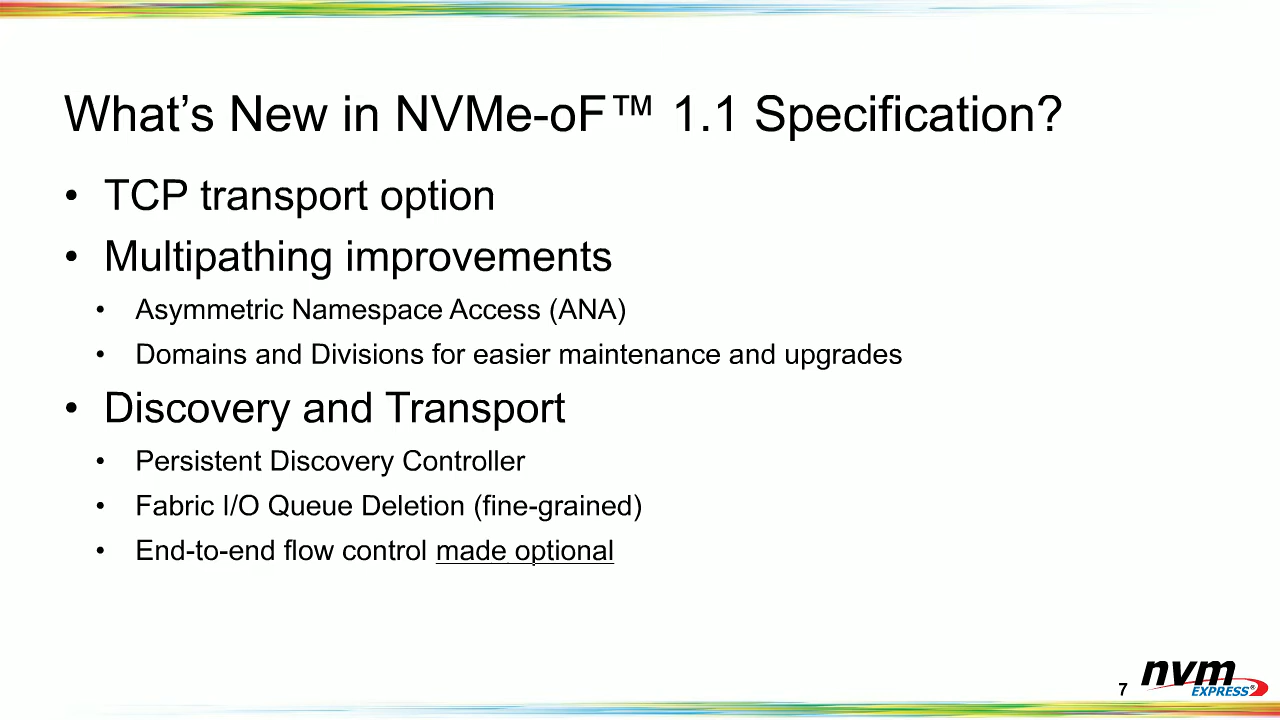 What’s New in NVMe-oF™ 1.1 Specification?
• TCP transport option
• Multipathing improvements
• Asymmetric Namespace Access (ANA)
• Domains and Divisions for easier maintenance and upgrades
• Discovery and Transport
• Persistent Discovery Controller
• Fabric I/O Queue Deletion (fine-grained)
• End-to-end flow control made optional
7
nvm
EXPRESS®